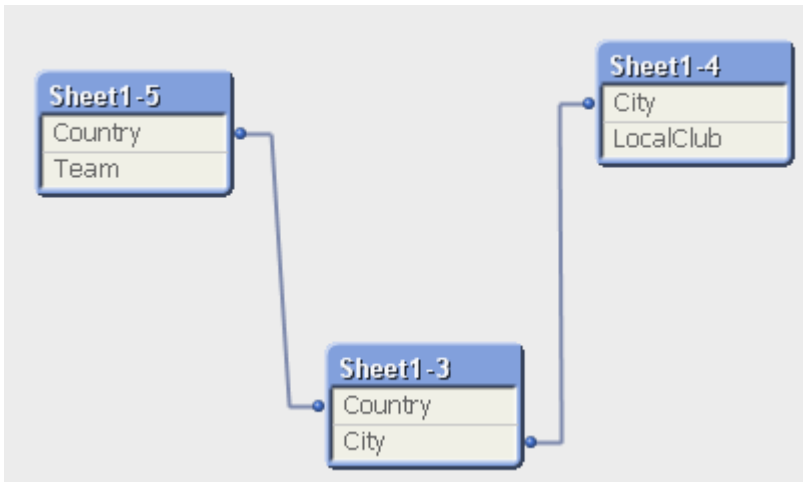 Sheet1-5
Country
Team
Sheet1-4
City
LocalClub
Sheet1-3
Country
City